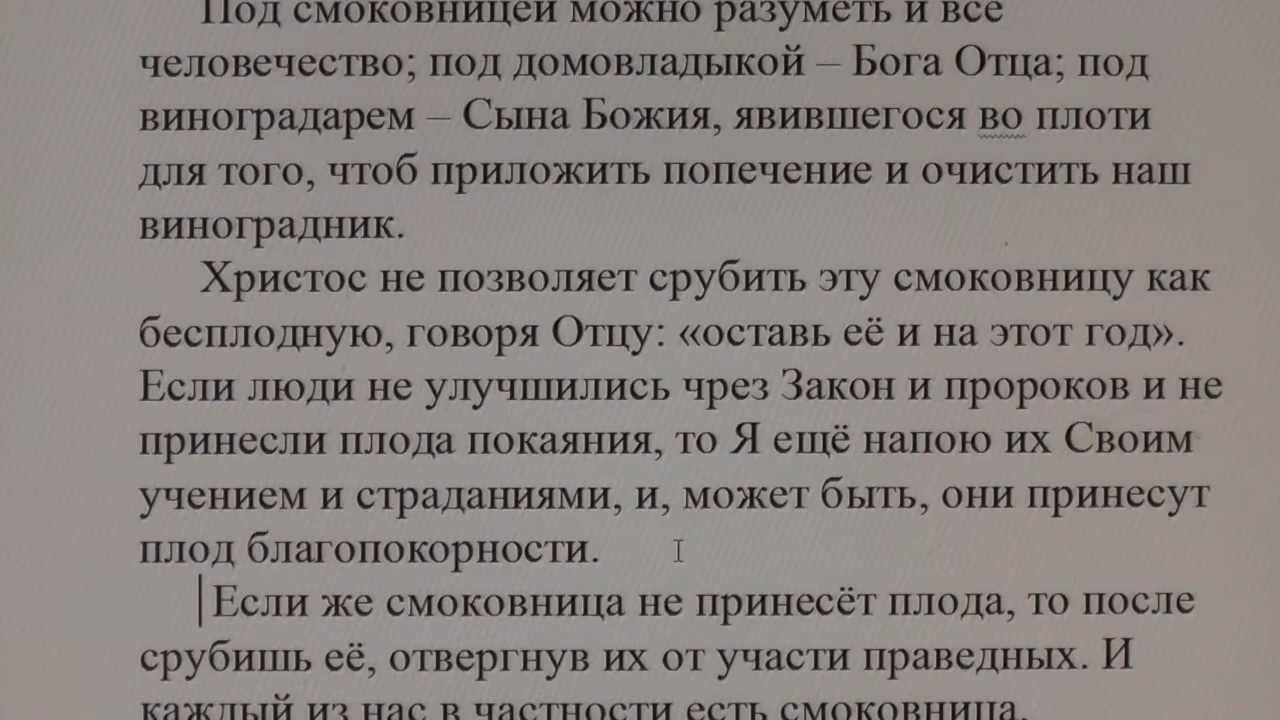 Под смоковницей можно разуметь и все
человечество; под домовладыкой – Бога Отца; под
виноградарем – Сына Божия, явившегося во плоти
для того, чтоб приложить попечение и очистить наш
виноградник.
Христос не позволяет срубить эту смоковницу как
бесплодную, говоря Отцу: «оставь её и на этот год».
Если люди не улучшились чрез Закон и пророков и не
принесли плода покаяния, то Я ещё напою их Своим
учением и страданиями, и, может быть, они принесут
плод благопокорности.
Если же смоковница не принесёт плода, то после
срубишь её, отвергнув их от участи праведных. И
каждый из нас в частности есть смоковница,